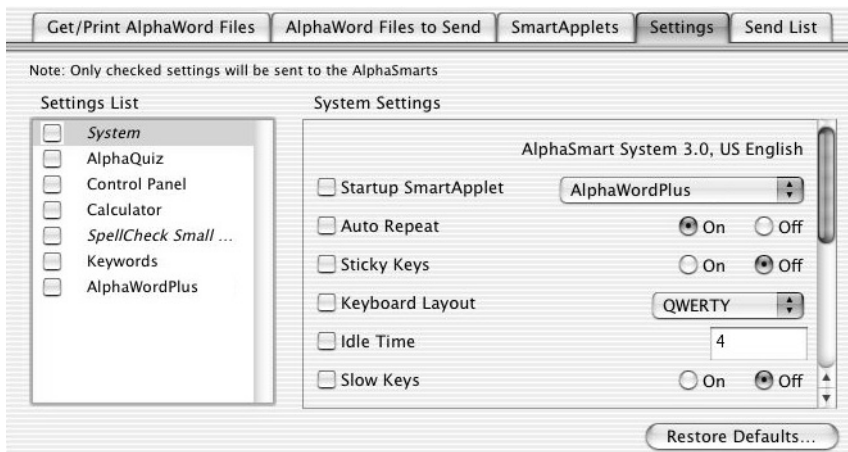 Get/Print AlphaWord Files AlphaWord Files to Send SmartApplets Settings Send List
Note: Only checked settings will be sent to the AlphaSmarts
Settings List
System
AlphaQuiz
Control Panel
Calculator
SpellCheck Small ...
Keywords
AlphaWordPlus
System Settings
AlphaSmart System 3.0, US English
Startup SmartApplet AlphaWordPlus
Auto Repeat On Off
Sticky Keys On Off
Keyboard Layout QWERTY
Idle Time 4
Slow Keys On Off
Restore Defaults...